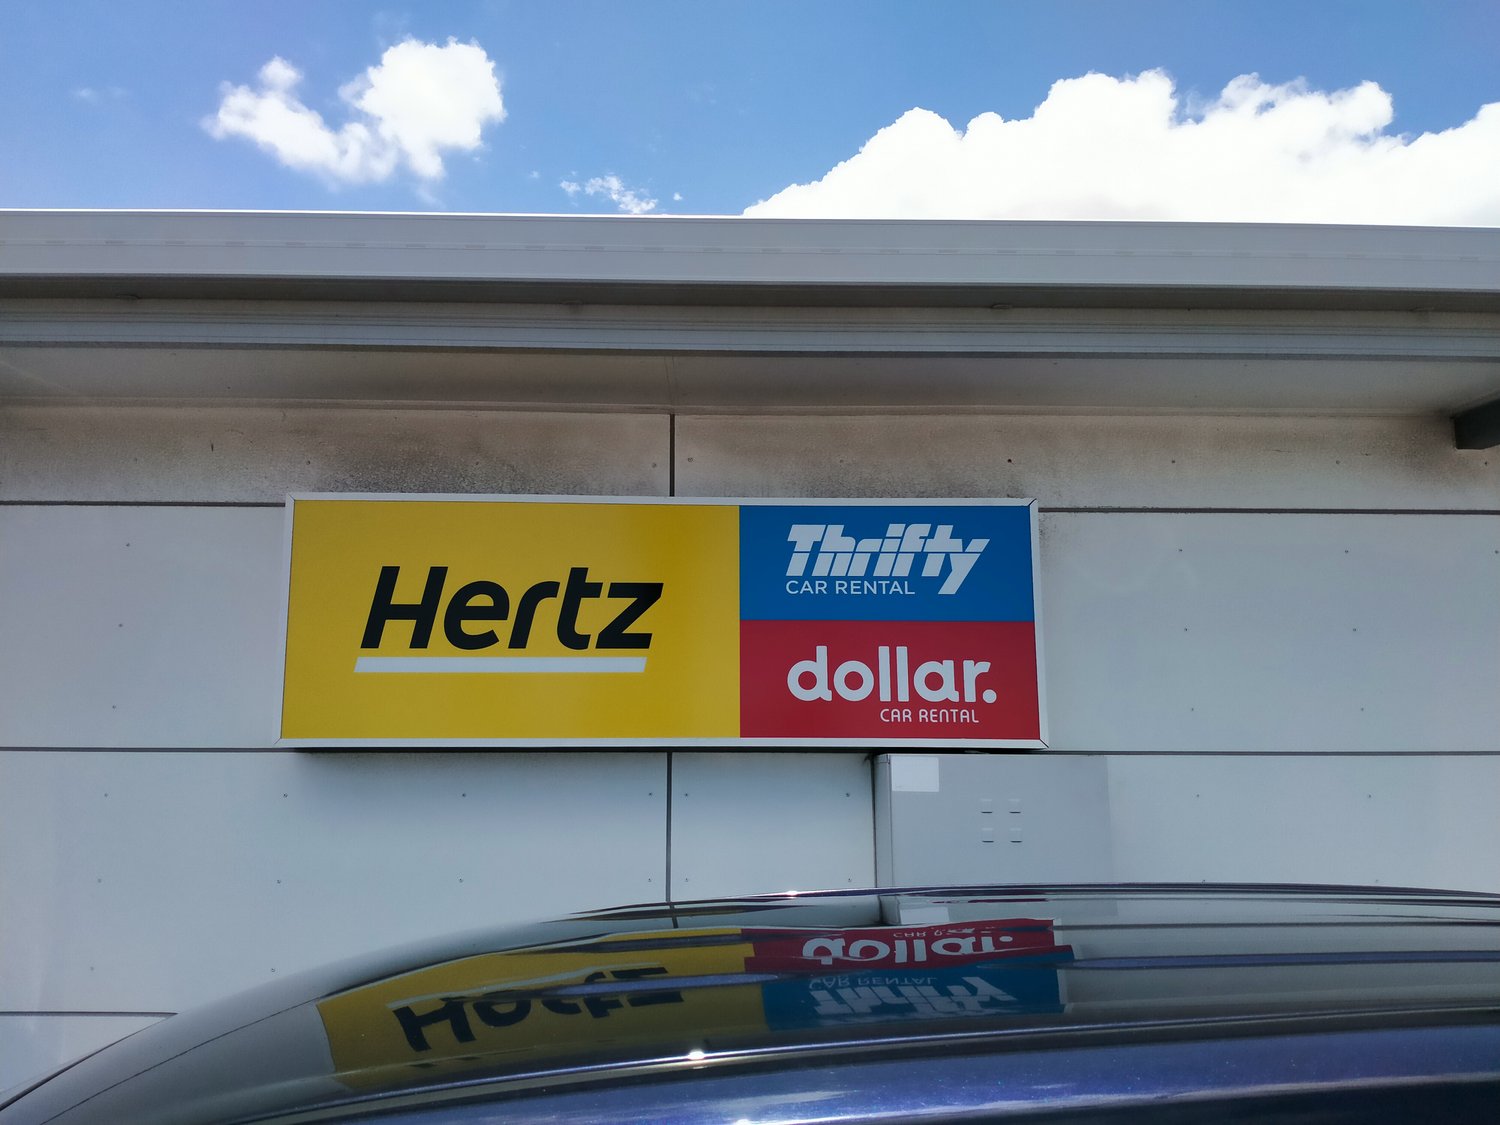 Hertz
Thrifty
CAR RENTAL
dollar.
CAR RENTAL